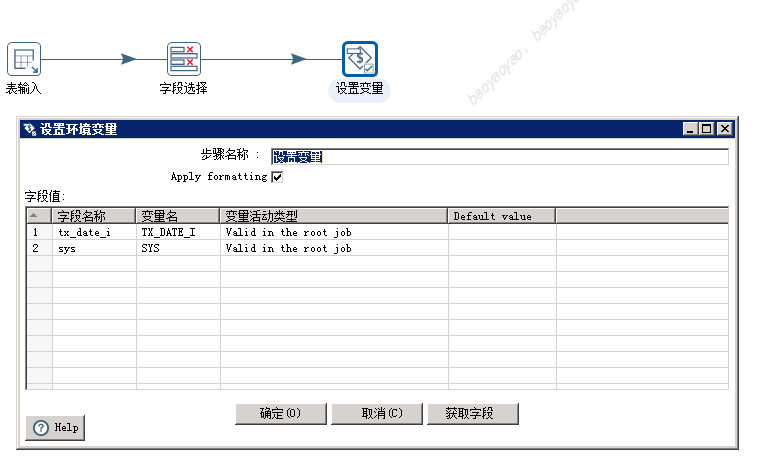 baoyaoyao, baoyaoya
表输入
字段选择
设置变量
设置环境变量
步骤名称 : 设置变量
Apply formatting
字段值:
字段名称 变量名 变量活动类型 Default value
1 tx_date_i TX_DATE_I Valid in the root job
2 sys SYS Valid in the root job
确定(O) 取消(C) 获取字段
Help